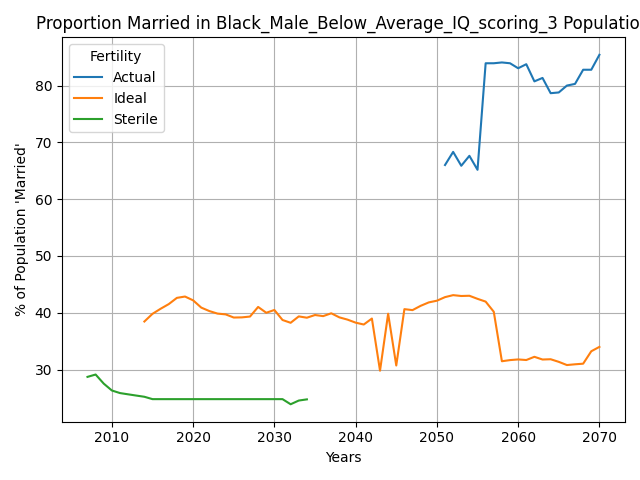 Proportion Married in Black_Male_Below_Average_IQ_scoring_3 Populatio
Fertility
Actual
Ideal
Sterile
% of Population 'Married'
80
70
60
50
40
30
2010 2020 2030 2040 2050 2060 2070
Years